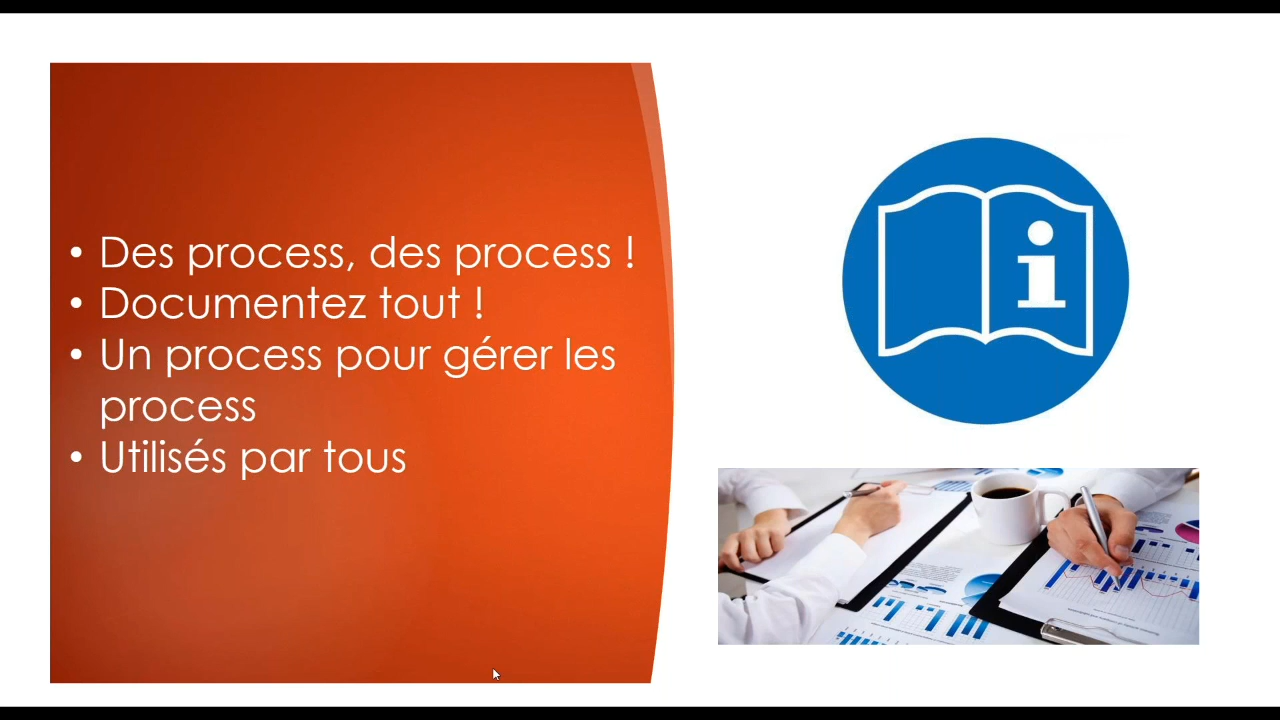 • Des process, des process !
• Documentez tout !
• Un process pour gérer les
process
• Utilisés par tous
i